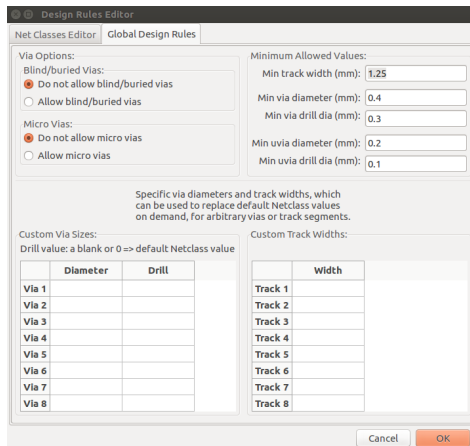 Design Rules Editor
Net Classes Editor
Global Design Rules
Via Options:
Blind/buried Vias:
Do not allow blind/buried vias
Allow blind/buried vias
Micro Vias:
Do not allow micro vias
Allow micro vias
Minimum Allowed Values:
Min track width (mm): 1.25
Min via diameter (mm): 0.4
Min via drill dia (mm): 0.3
Min uvia diameter (mm): 0.2
Min uvia drill dia (mm): 0.1
Specific via diameters and track widths, which
can be used to replace default Netclass values
on demand, for arbitrary vias or track segments.
Custom Via Sizes:
Drill value: a blank or 0 => default Netclass value
Diameter Drill
Via 1
Via 2
Via 3
Via 4
Via 5
Via 6
Via 7
Via 8
Custom Track Widths:
Width
Track 1
Track 2
Track 3
Track 4
Track 5
Track 6
Track 7
Track 8
Cancel
OK